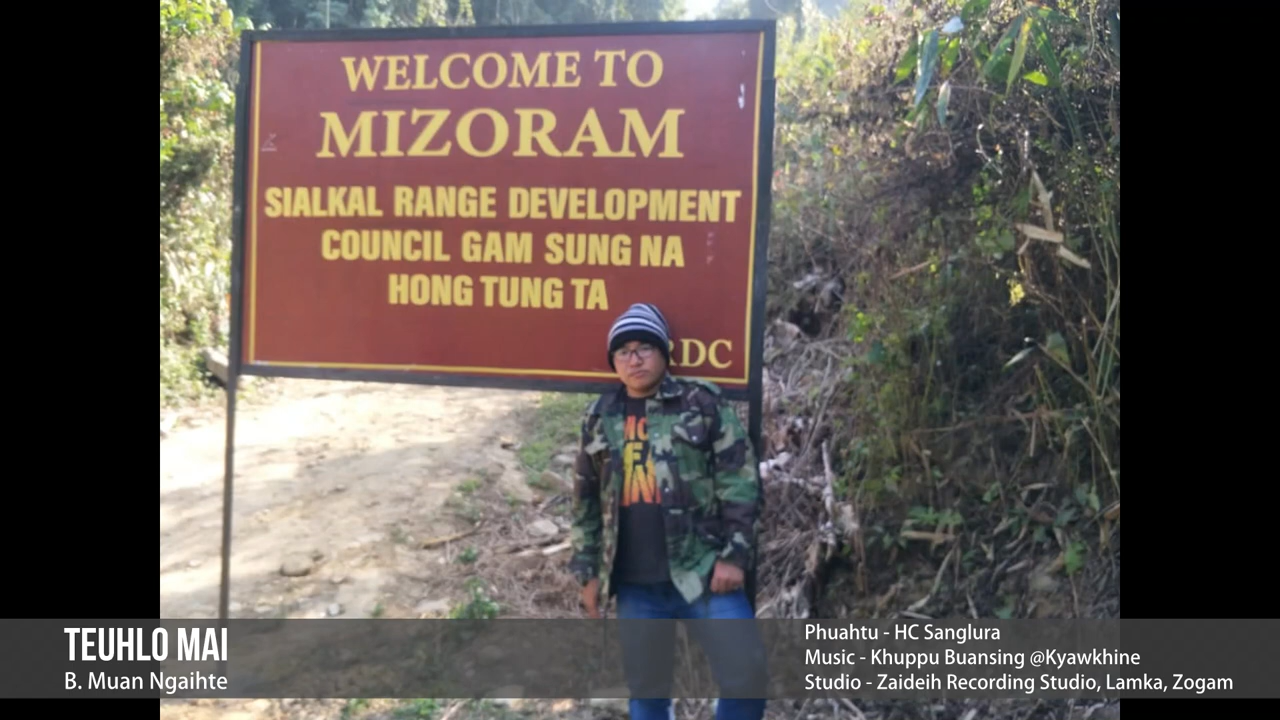 WELCOME TO
MIZORAM
SIALKAL RANGE DEVELOPMENT
COUNCIL GAM SUNG NA
HONG TUNG TA
RDC
TEUHLO MAI
B. Muan Ngaihte
Phuahtu - HC Sanglura
Music - Khuppu Buansing @Kyawkhine
Studio - Zaideih Recording Studio, Lamka, Zogam